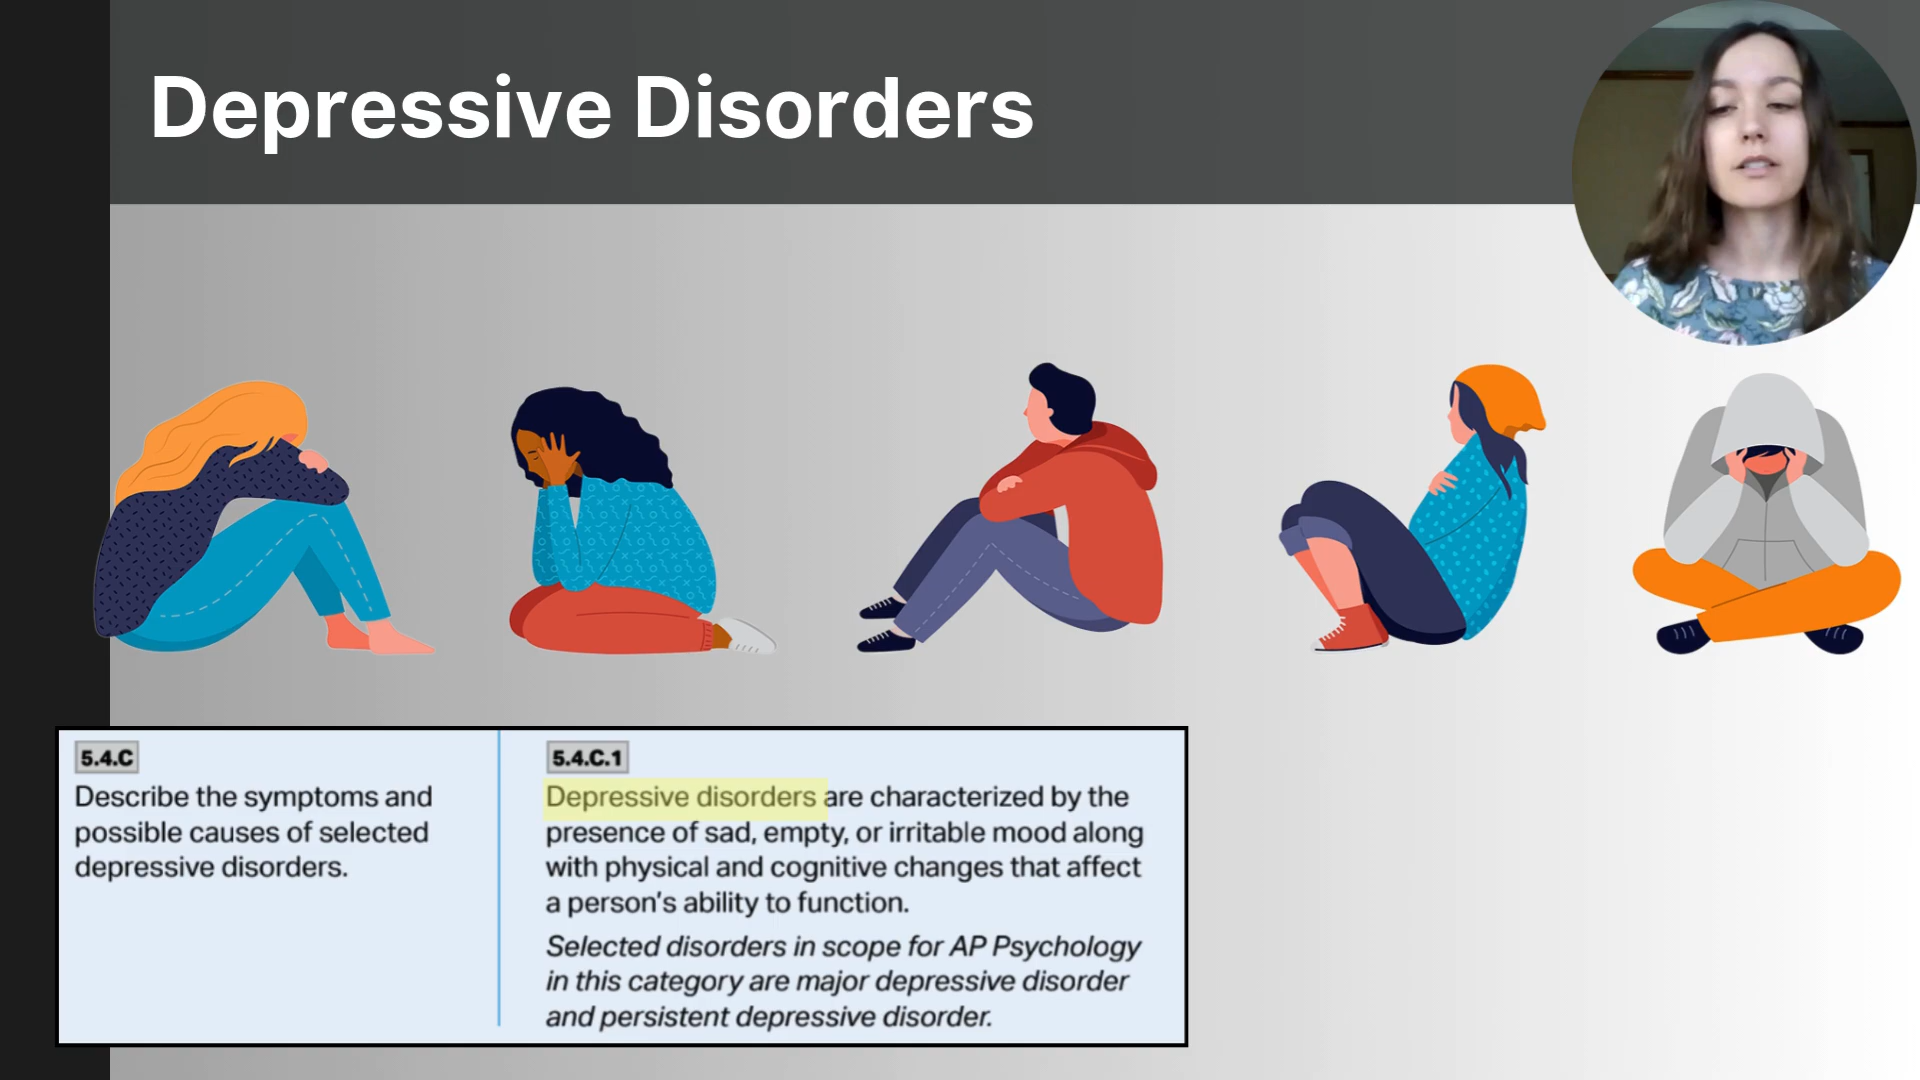 Depressive Disorders
5.4.C
Describe the symptoms and
possible causes of selected
depressive disorders.
5.4.C.1
Depressive disorders are characterized by the
presence of sad, empty, or irritable mood along
with physical and cognitive changes that affect
a person's ability to function.
Selected disorders in scope for AP Psychology
in this category are major depressive disorder
and persistent depressive disorder.